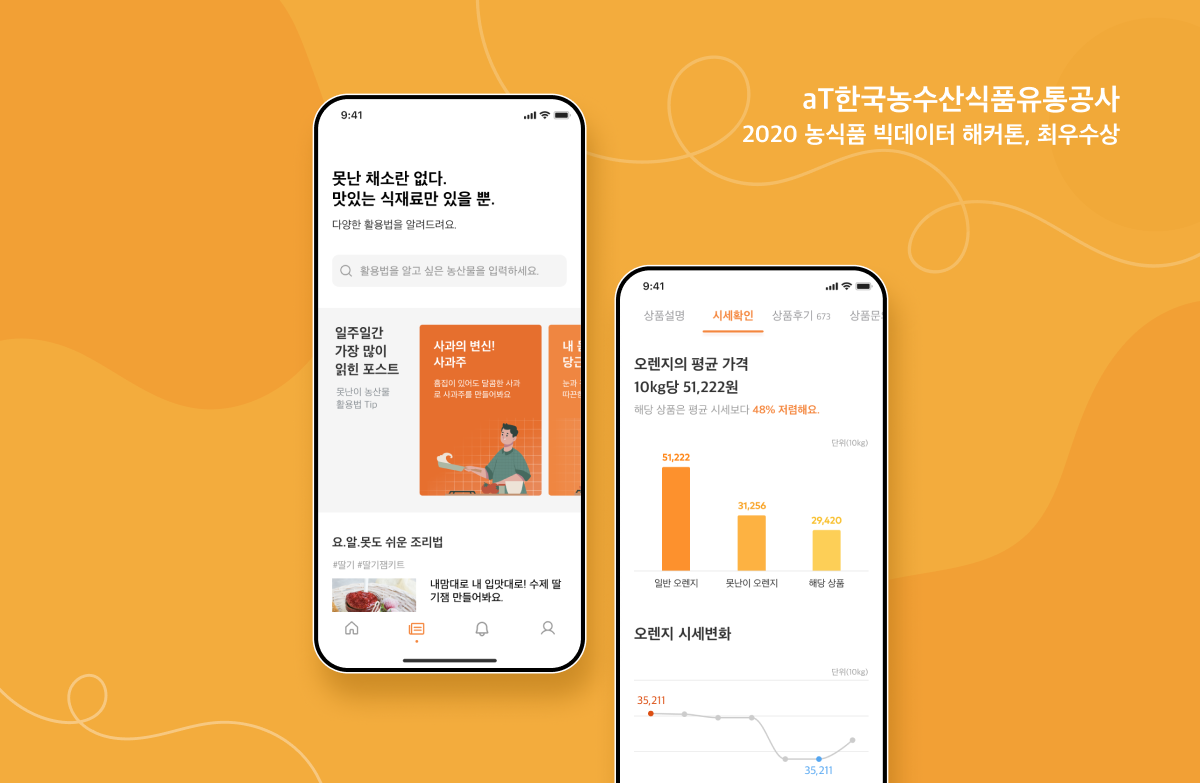 aT한국농수산식품유통공사
2020 농식품 빅데이터 해커톤, 최우수상
9:41
못난 채소란 없다.
맛있는 식재료만 있을 뿐.
다양한 활용법을 알려드려요.
활용법을 알고 싶은 농산물을 입력하세요.
일주일간
가장 많이
읽힌 포스트
못난이 농산물
활용법 Tip
사과의 변신!
사과주
흠집이 있어도 달콤한 사과
로 사과주를 만들어봐요
내
당근
눈과
따끈
요.알.못도 쉬운 조리법
#딸기 #딸기잼키트
내맘대로 내 입맛대로! 수제 딸
기잼 만들어봐요.
9:41
상품설명 시세확인 상품후기 673 상품문
오렌지의 평균 가격
10kg당 51,222원
해당 상품은 평균 시세보다 48% 저렴해요.
단위(10kg)
51,222
31,256
29,420
일반 오렌지 못난이 오렌지 해당 상품
오렌지 시세변화
단위(10kg)
35,211
35,211